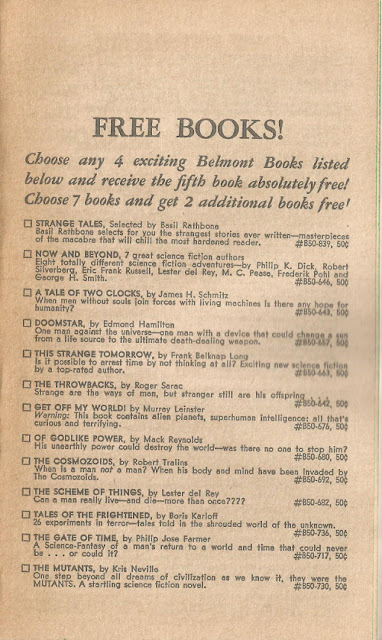 FREE BOOKS!
Choose any 4 exciting Belmont Books listed
below and receive the fifth book absolutely free!
Choose 7 books and get 2 additional books free!
STRANGE TALES, Selected by Basil Rathbone
Basil Rathbone selects for you the strangest stories ever written—masterpieces
of the macabre that will chill the most hardened reader. #B50-839, 50¢
NOW AND BEYOND, 7 great science fiction authors
Eight totally different science fiction adventures—by Philip K. Dick, Robert
Silverberg, Eric Frank Russell, Lester del Rey, M. C. Pease, Frederik Pohl and
George H. Smith. #B50-646, 50¢
A TALE OF TWO CLOCKS, by James H. Schmitz
When men without souls join forces with living machines is there any hope for
humanity? #B50-643, 50¢
DOOMSTAR, by Edmond Hamilton
One man against the universe—one man with a device that could change a sun
from a life source to the ultimate death-dealing weapon. #B50-657, 50¢
THIS STRANGE TOMORROW, by Frank Belknap Long
Is it possible to arrest time by not thinking at all? Exciting new science fiction
by a top-rated author. #B50-663, 50¢
THE THROWBACKS, by Roger Sarac
Strange are the ways of men, but stranger still are his offspring
#B50-642, 50¢
GET OFF MY WORLD! by Murray Leinster
Warning: This book contains alien planets, superhuman intelligence: all that's
curious and terrifying. #B50-676, 50¢
OF GODLIKE POWER, by Mack Reynolds
His unearthly power could destroy the world—was there no one to stop him?
#B50-680, 50¢
THE COSMOZOIDS, by Robert Tralins
When is a man not a man? When his body and mind have been invaded by
The Cosmozoids. #B50-692, 50¢
THE SCHEME OF THINGS, by Lester del Rey
Can a man really live—and die—more than once???? #B50-682, 50¢
TALES OF THE FRIGHTENED, by Boris Karloff
26 experiments in terror—tales told in the shrouded world of the unknown.
#B50-736, 50¢
THE GATE OF TIME, by Philip Jose Farmer
A Science-Fantasy of a man's return to a world and time that could never
be . . . or could it? #B50-717, 50¢
THE MUTANTS, by Kris Neville
One step beyond all dreams of civilization as we know it, they were the
MUTANTS. A startling science fiction novel. #B50-730, 50¢